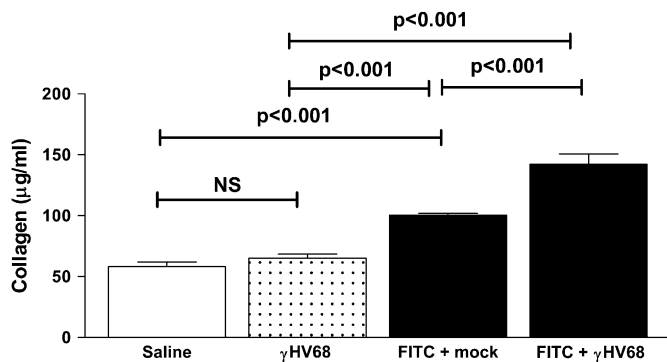 p<0.001
p<0.001 p<0.001
p<0.001
NS
Collagen (μg/ml)
200
150
100
50
0
Saline γHV68 FITC + mock FITC + γHV68